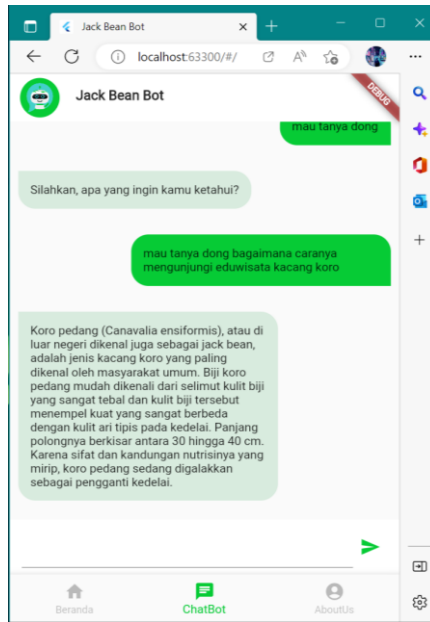 Jack Bean Bot
localhost:63300/#/
Jack Bean Bot
DEBUG
mau tanya dong
Silahkan, apa yang ingin kamu ketahui?
mau tanya dong bagaimana caranya
mengunjungi eduwisata kacang koro
Koro pedang (Canavalia ensiformis), atau di
luar negeri dikenal juga sebagai jack bean,
adalah jenis kacang koro yang paling
dikenal oleh masyarakat umum. Biji koro
pedang mudah dikenali dari selimut kulit biji
yang sangat tebal dan kulit biji tersebut
menempel kuat yang sangat berbeda
dengan kulit ari tipis pada kedelai. Panjang
polongnya berkisar antara 30 hingga 40 cm.
Karena sifat dan kandungan nutrisinya yang
mirip, koro pedang sedang digalakkan
sebagai pengganti kedelai.
Beranda
ChatBot
AboutUs